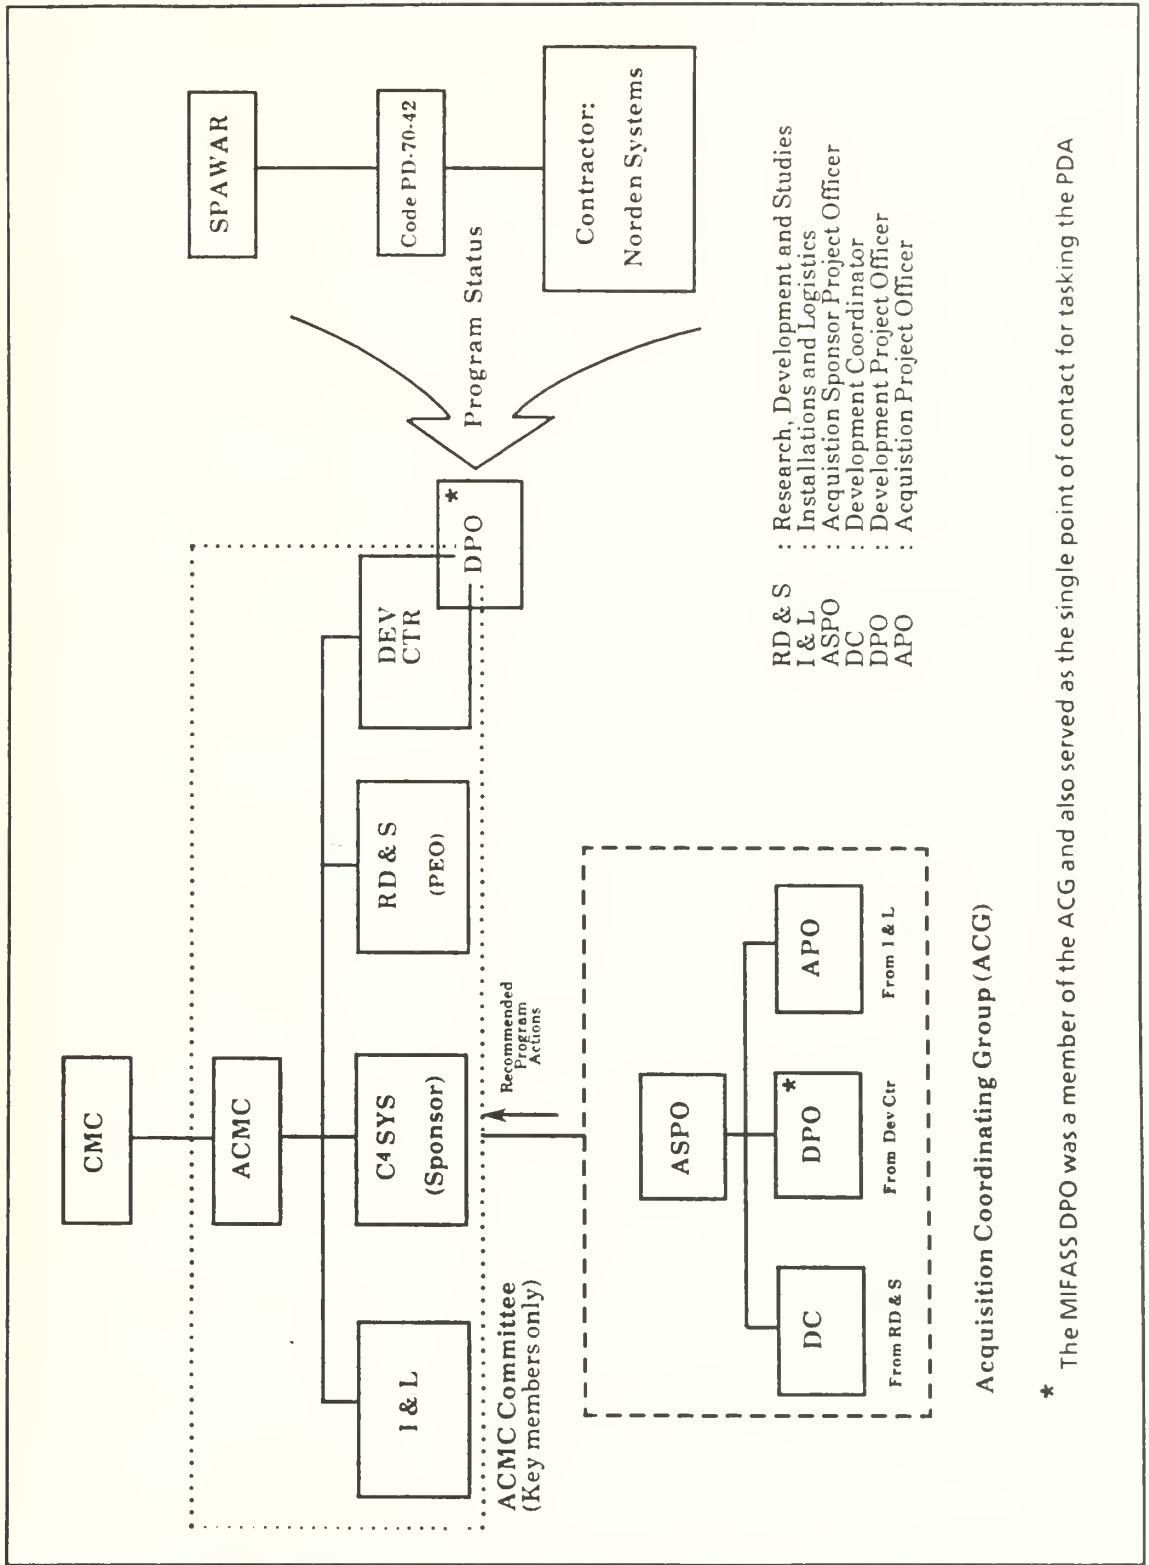 CMC
ACMC
I & L
C⁴ SYS
(Sponsor)
RD & S
(PEO)
DEV
CTR
DPO *
ACMC Committee
(Key members only)
Recommended
Program
Actions
ASPO
DC
From RD & S
DPO *
From Dev Ctr
APO
From I & L
Acquisition Coordinating Group (ACG)
SPAWAR
Code PD-70-42
Contractor:
Norden Systems
Program Status
RD & S : Research, Development and Studies
I & L : Installations and Logistics
ASPO : Acquistion Sponsor Project Officer
DC : Development Coordinator
DPO : Development Project Officer
APO : Acquisition Project Officer
* The MIFASS DPO was a member of the ACG and also served as the single point of contact for tasking the PDA